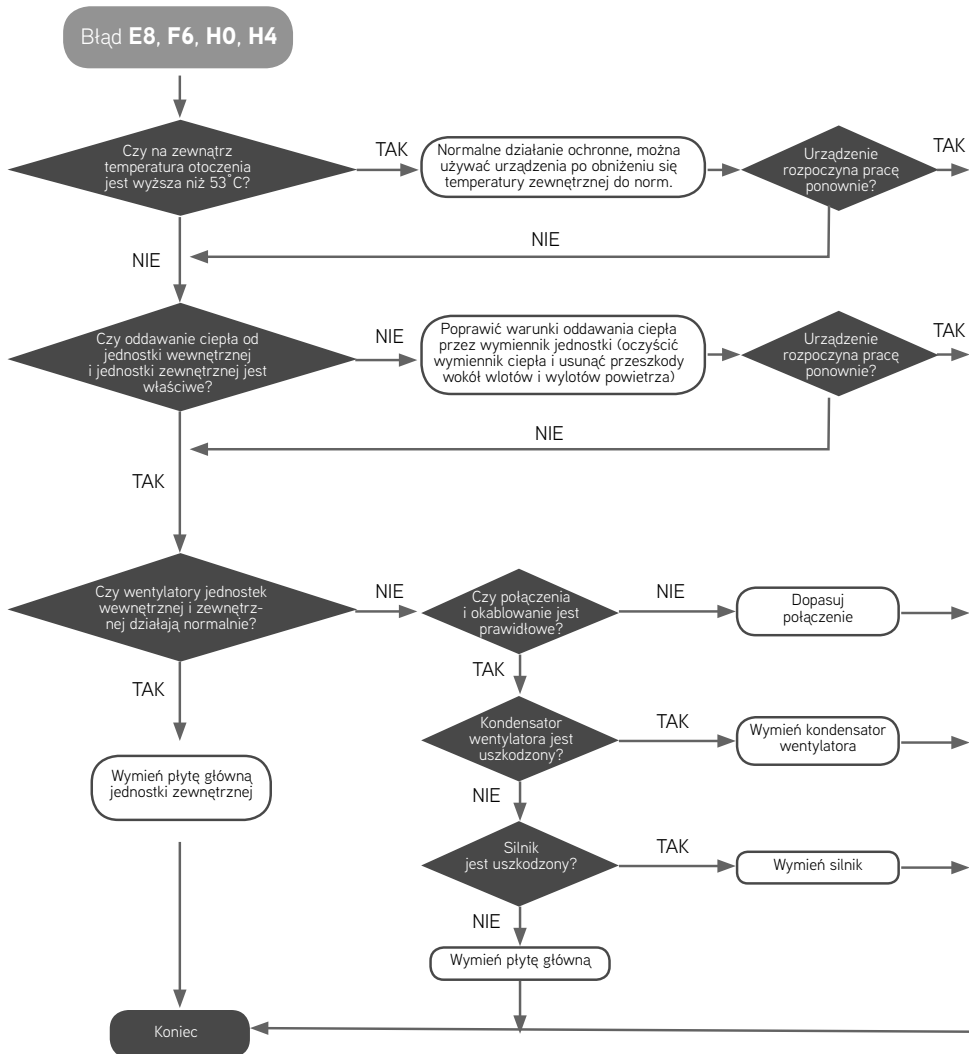 Błąd E8, F6, H0, H4
Czy na zewnątrz
temperatura otoczenia
jest wyższa niż 53˚C?
TAK
Normalne działanie ochronne, można
używać urządzenia po obniżeniu się
temperatury zewnętrznej do norm.
Urządzenie
rozpoczyna pracę
ponownie?
TAK
NIE
NIE
Czy oddawanie ciepła od
jednostki wewnętrznej
i jednostki zewnętrznej jest
właściwe?
NIE
Poprawić warunki oddawania ciepła
przez wymiennik jednostki (oczyścić
wymiennik ciepła i usunąć przeszkody
wokół wlotów i wylotów powietrza)
Urządzenie
rozpoczyna pracę
ponownie?
TAK
NIE
TAK
Czy wentylatory jednostek
wewnętrznej i zewnętrz-
nej działają normalnie?
NIE
Czy połączenia
i okablowanie jest
prawidłowe?
NIE
Dopasuj
połączenie
TAK
TAK
Kondensator
wentylatora jest
uszkodzony?
TAK
Wymień kondensator
wentylatora
Wymień płytę główną
jednostki zewnętrznej
NIE
Silnik
jest uszkodzony?
TAK
Wymień silnik
NIE
Wymień płytę główną
Koniec